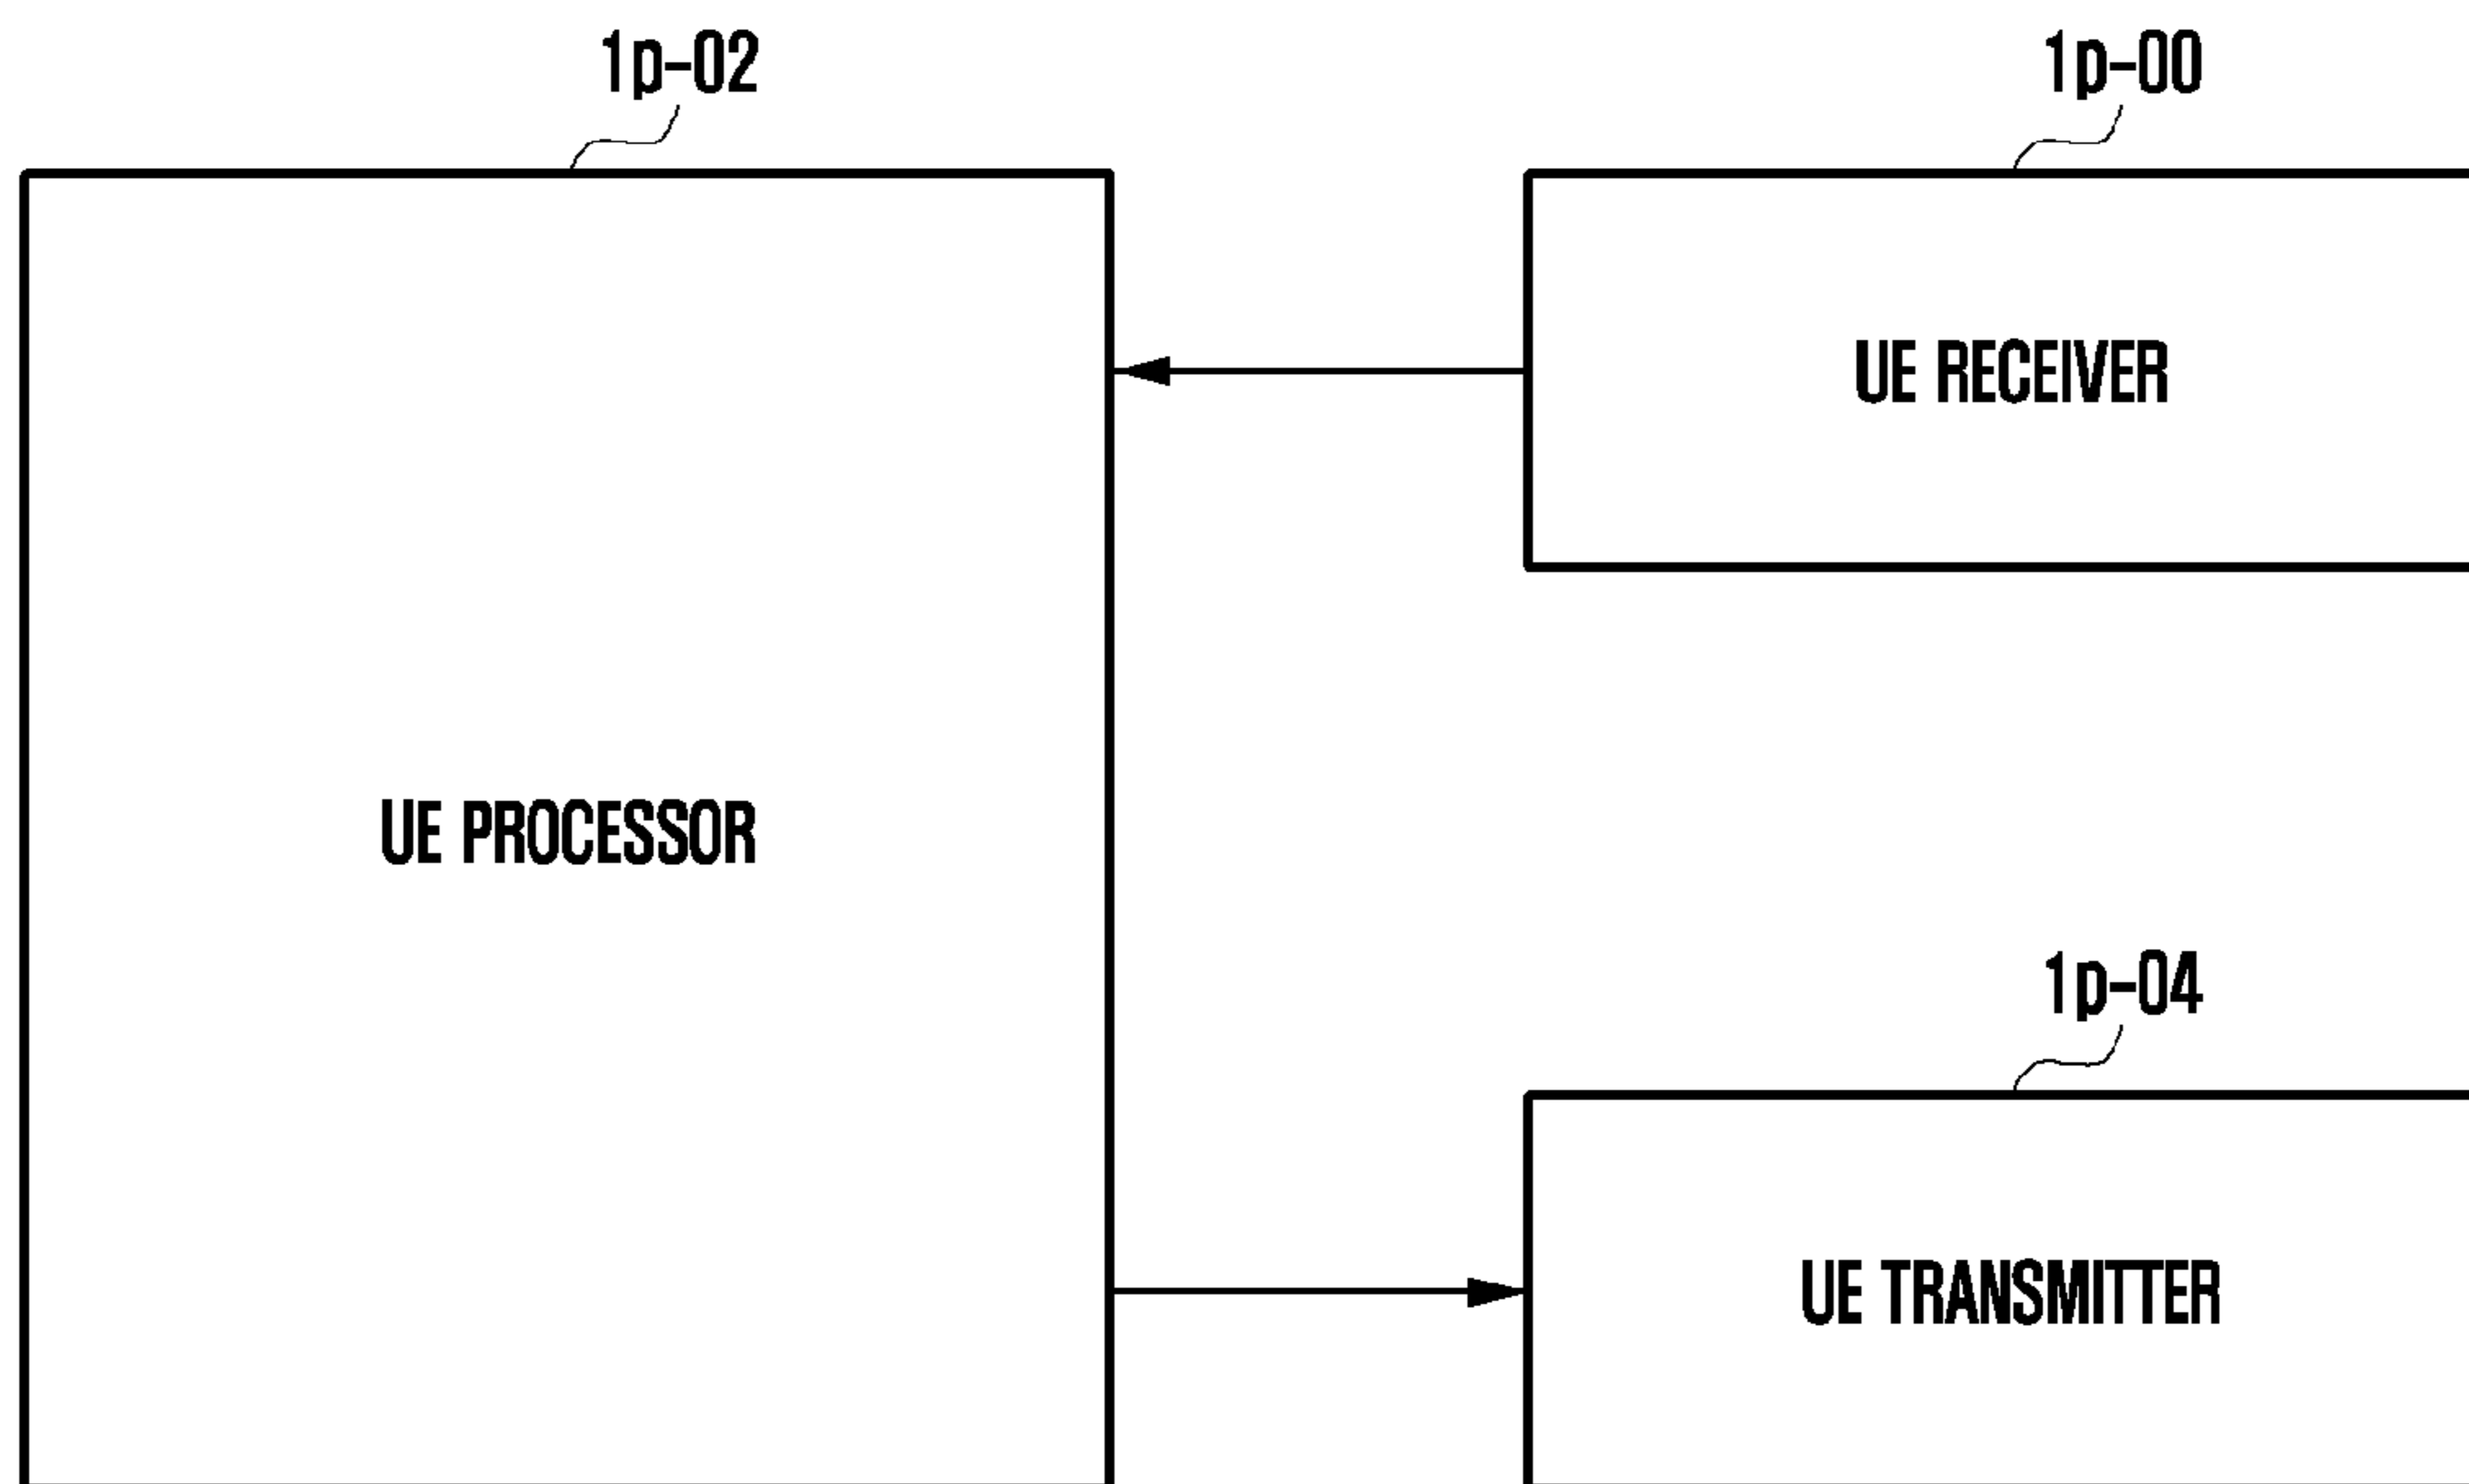 1p-02
1p-00
UE RECEIVER
UE PROCESSOR
1p-04
UE TRANSMITTER